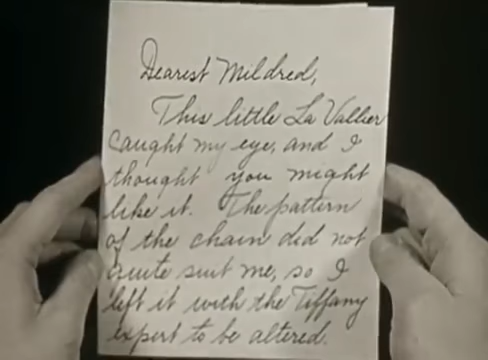 Dearest Mildred,
This little La Vallier
caught my eye, and I
thought you might
like it. The pattern
of the chain did not
quite suit me, so I
left it with the Tiffany
expert to be altered.